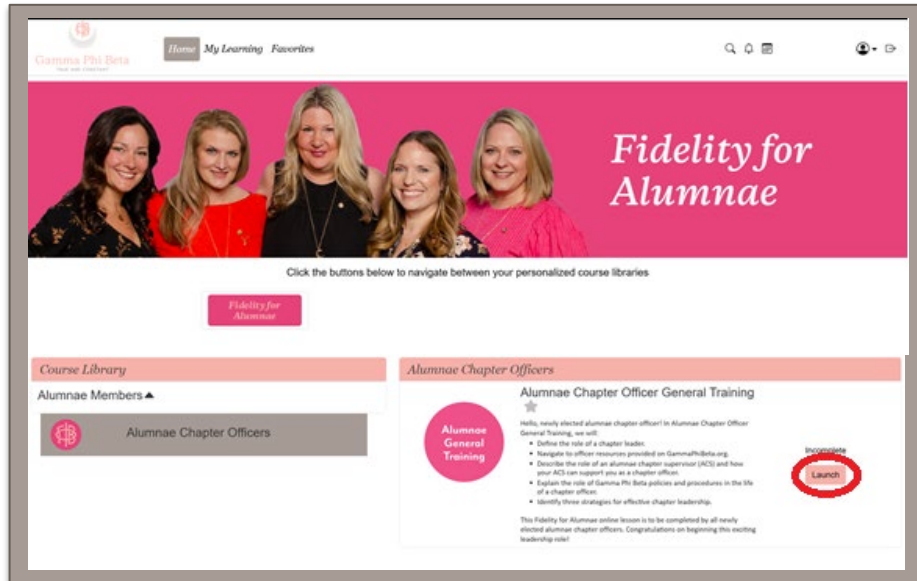 Gamma Phi Beta
TRUE AND CONSTANT
Home My Learning Favorites
Fidelity for
Alumnae
Click the buttons below to navigate between your personalized course libraries
Fidelity for
Alumnae
Course Library
Alumnae Members
Alumnae Chapter Officers
Alumnae Chapter Officers
Alumnae
General
Training
Alumnae Chapter Officer General Training
Hello, newly elected alumnae chapter officer! In Alumnae Chapter Officer
General Training, we will:
• Define the role of a chapter leader.
• Navigate to officer resources provided on GammaPhiBeta.org.
• Describe the role of an alumnae chapter supervisor (ACS) and how
your ACS can support you as a chapter officer.
• Explain the role of Gamma Phi Beta policies and procedures in the life
of a chapter officer.
• Identify three strategies for effective chapter leadership.
This Fidelity for Alumnae online lesson is to be completed by all newly
elected alumnae chapter officers. Congratulations on beginning this exciting
leadership role!
Incomplete
Launch